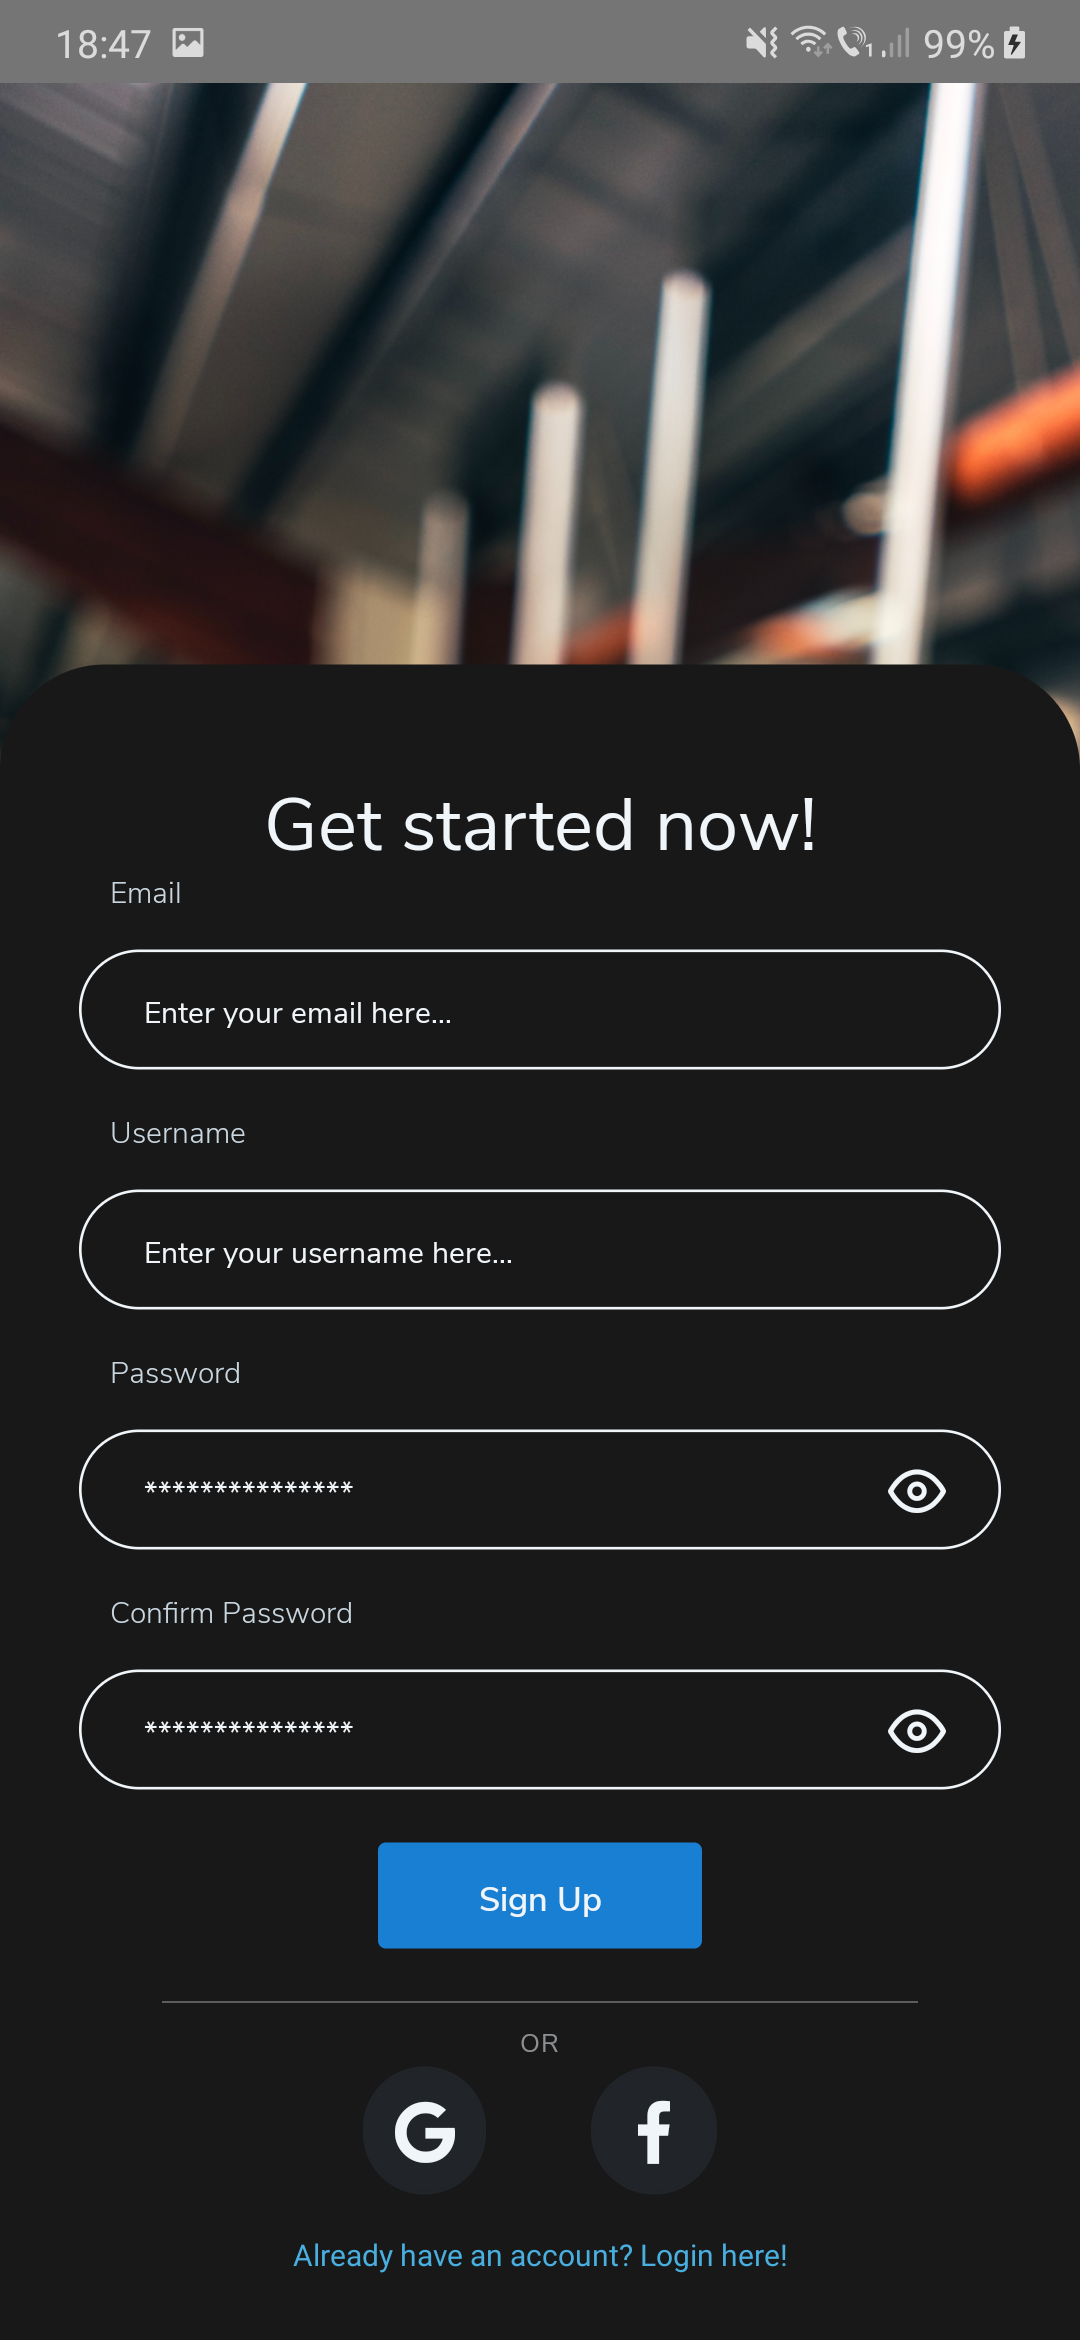 18:47 99%
Get started now!
Email
Enter your email here...
Username
Enter your username here...
Password
***************
Confirm Password
***************
Sign Up
OR
G f
Already have an account? Login here!